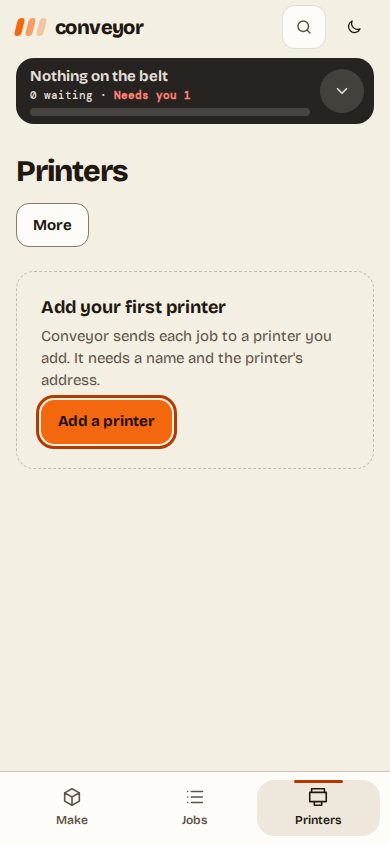 conveyor
Nothing on the belt
0 waiting · Needs you 1
Printers
More
Add your first printer
Conveyor sends each job to a printer you
add. It needs a name and the printer's
address.
Add a printer
Make
Jobs
Printers